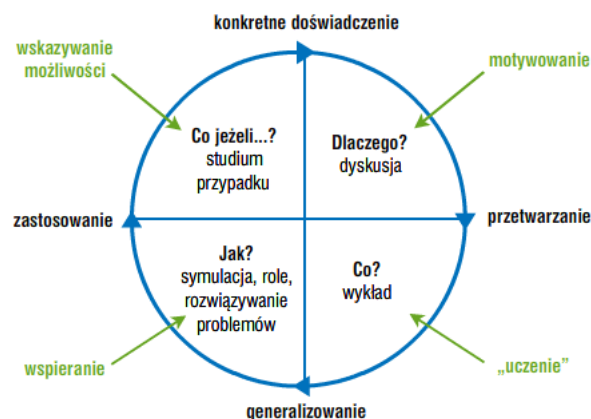 konkretne doświadczenie
wskazywanie
możliwości
motywowanie
Co jeżeli...?
studium
przypadku
Dlaczego?
dyskusja
zastosowanie
przetwarzanie
Jak?
symulacja, role,
rozwiązywanie
problemów
Co?
wykład
wspieranie
„uczenie”
generalizowanie